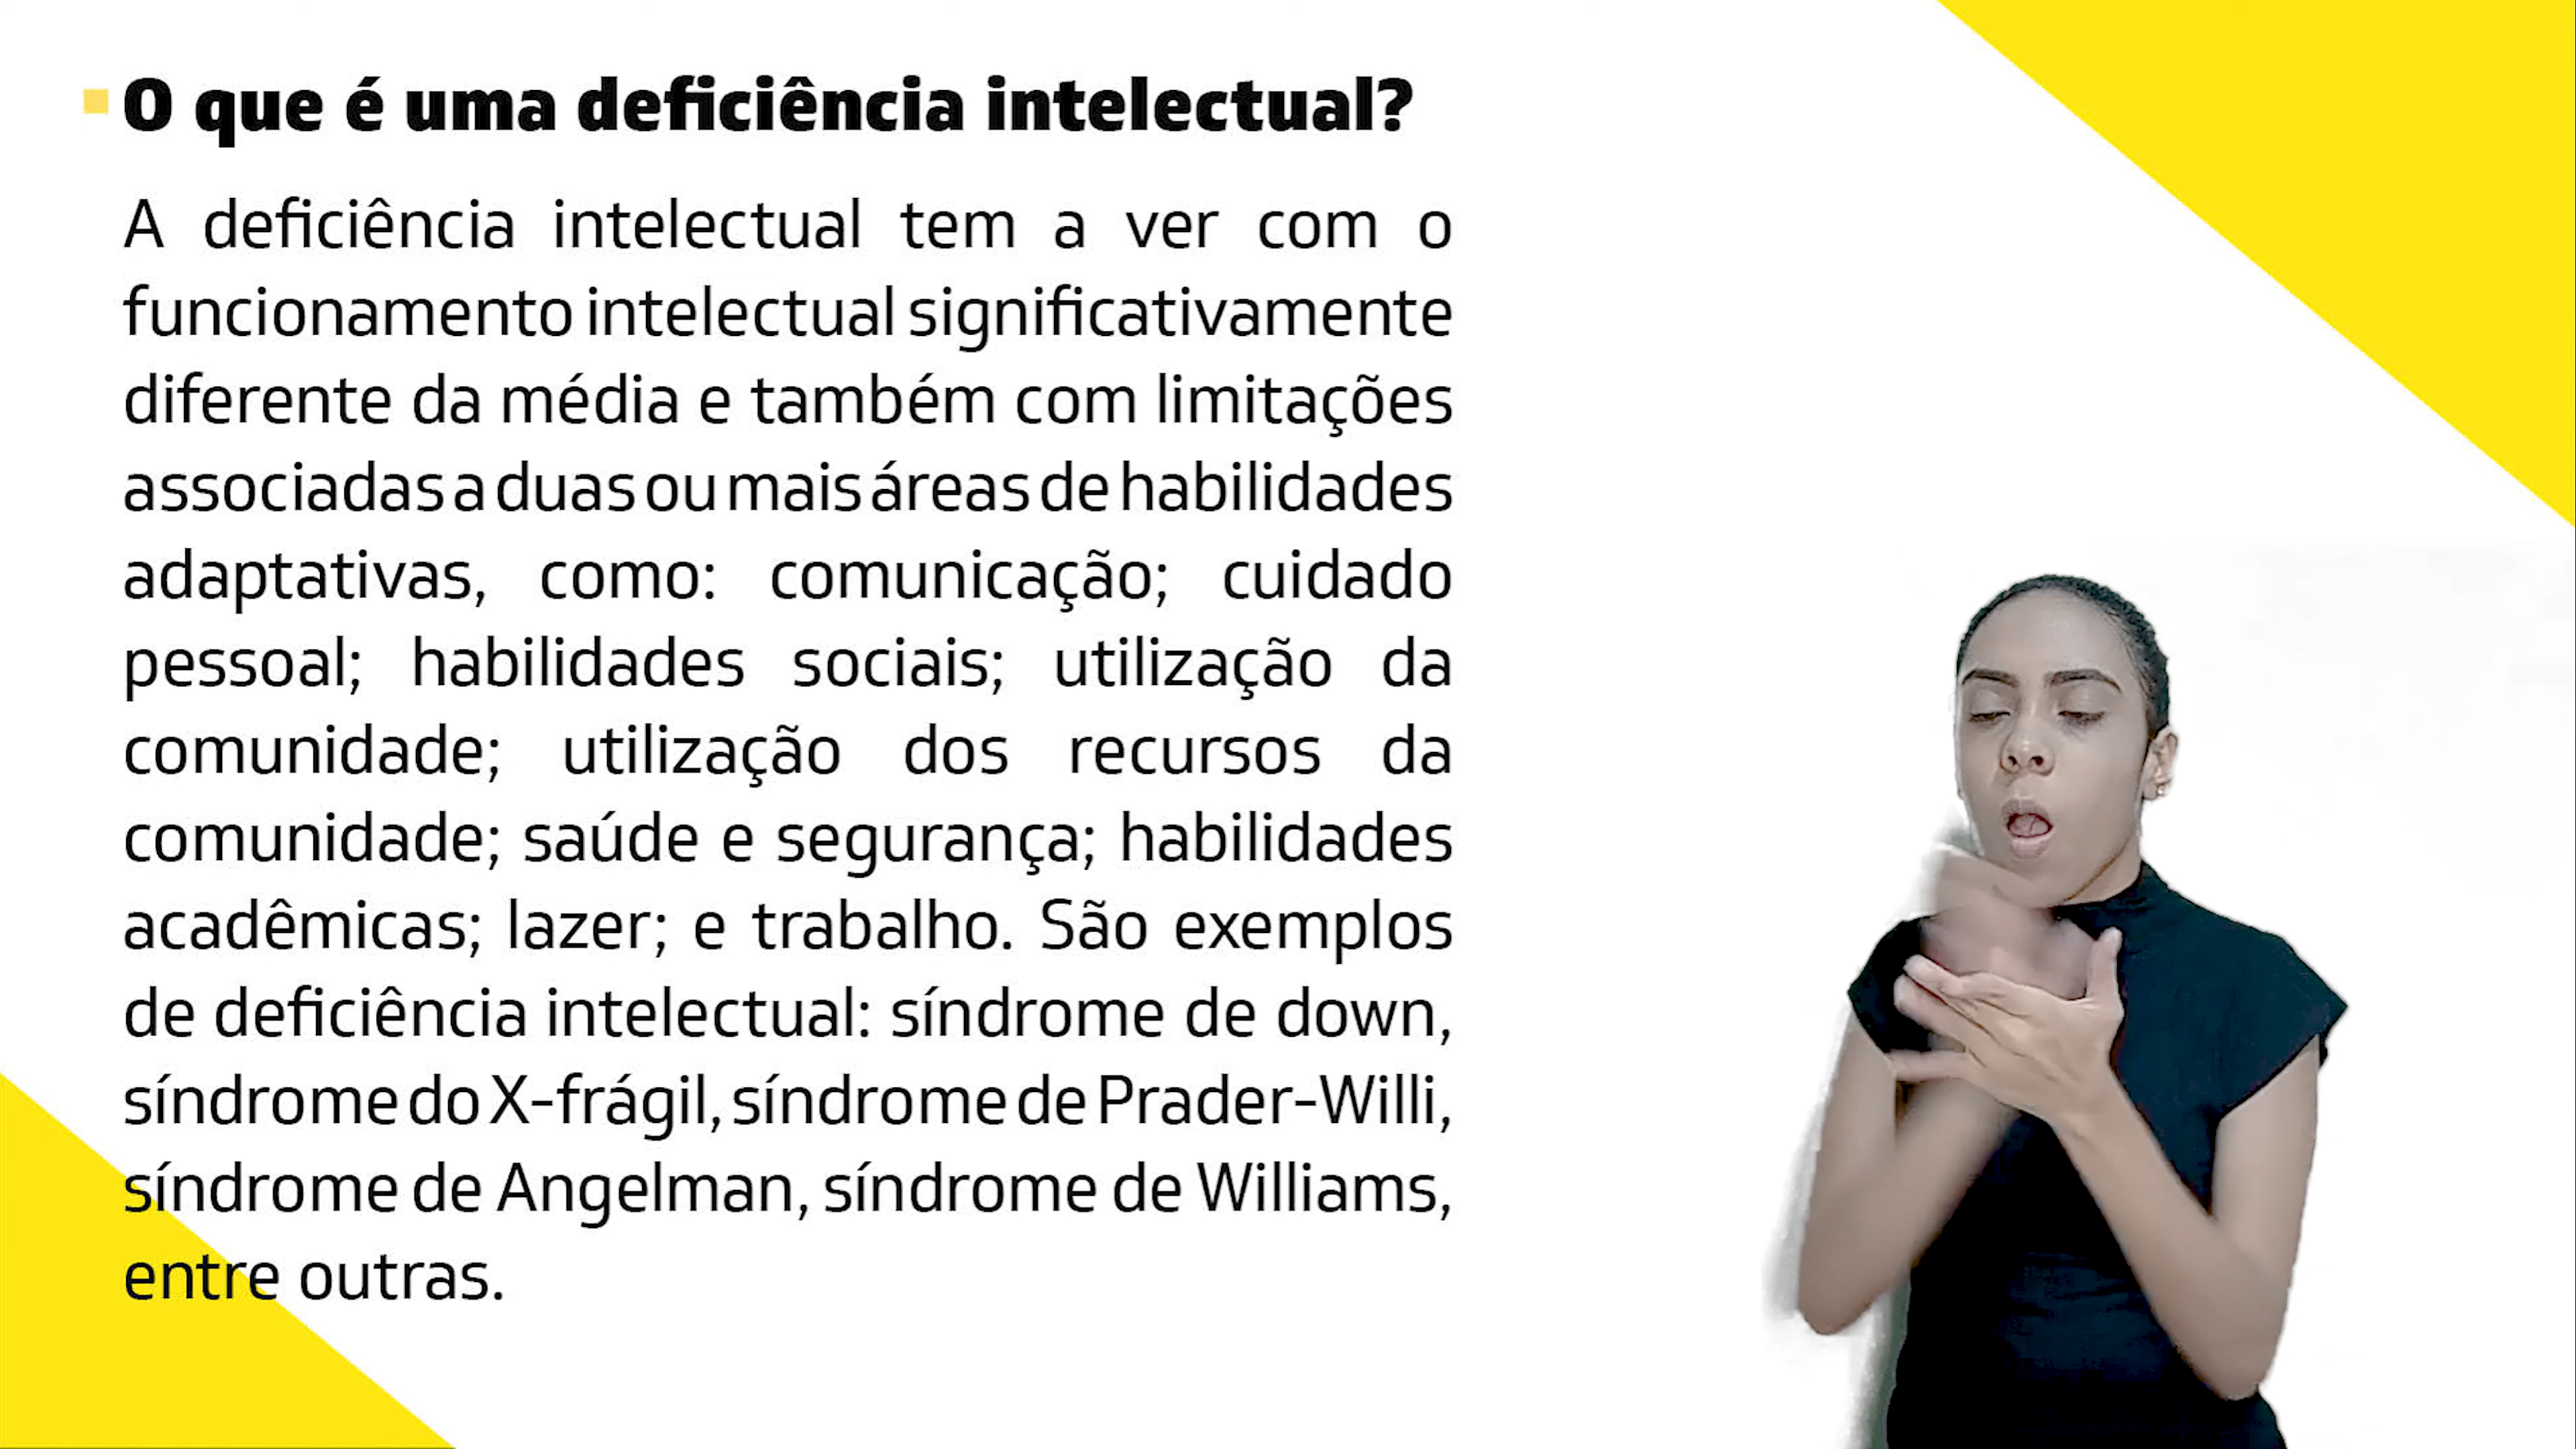 O que é uma deficiência intelectual?
A deficiência intelectual tem a ver com o
funcionamento intelectual significativamente
diferente da média e também com limitações
associadas a duas ou mais áreas de habilidades
adaptativas, como: comunicação; cuidado
pessoal; habilidades sociais; utilização da
comunidade; utilização dos recursos da
comunidade; saúde e segurança; habilidades
acadêmicas; lazer; e trabalho. São exemplos
de deficiência intelectual: síndrome de down,
síndrome do X-frágil, síndrome de Prader-Willi,
síndrome de Angelman, síndrome de Williams,
entre outras.